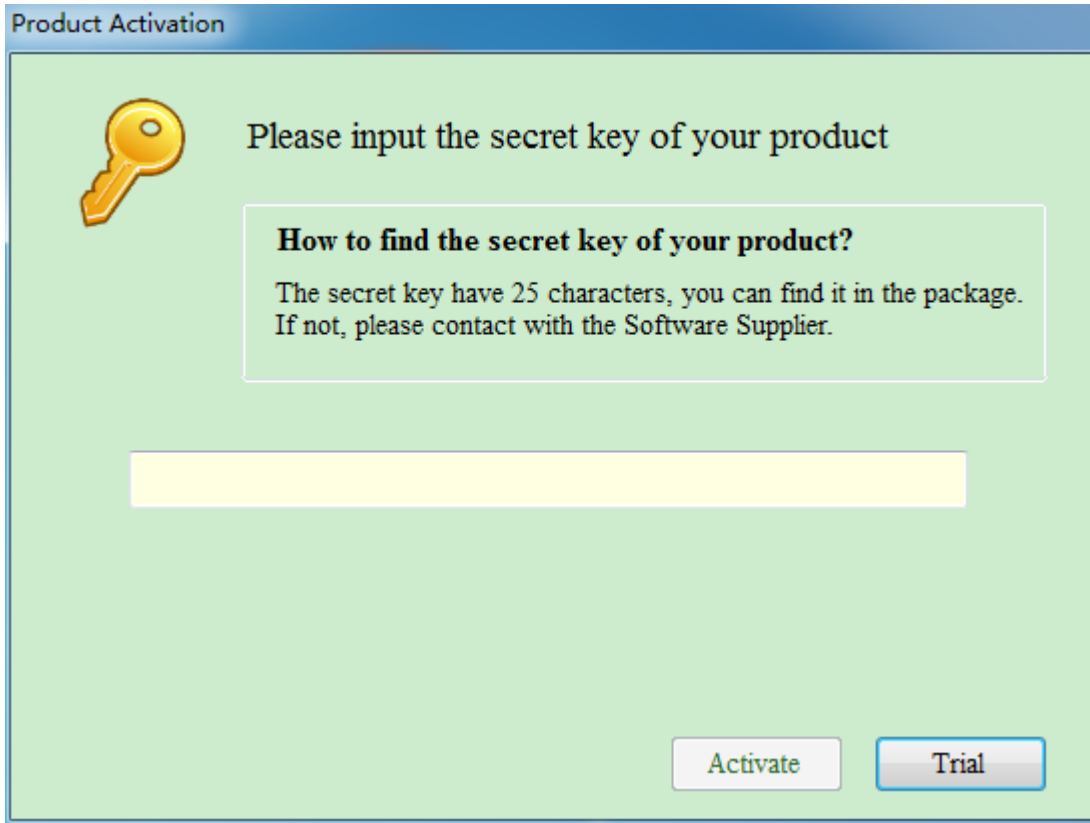 Product Activation
Please input the secret key of your product
How to find the secret key of your product?
The secret key have 25 characters, you can find it in the package.
If not, please contact with the Software Supplier.
Activate
Trial